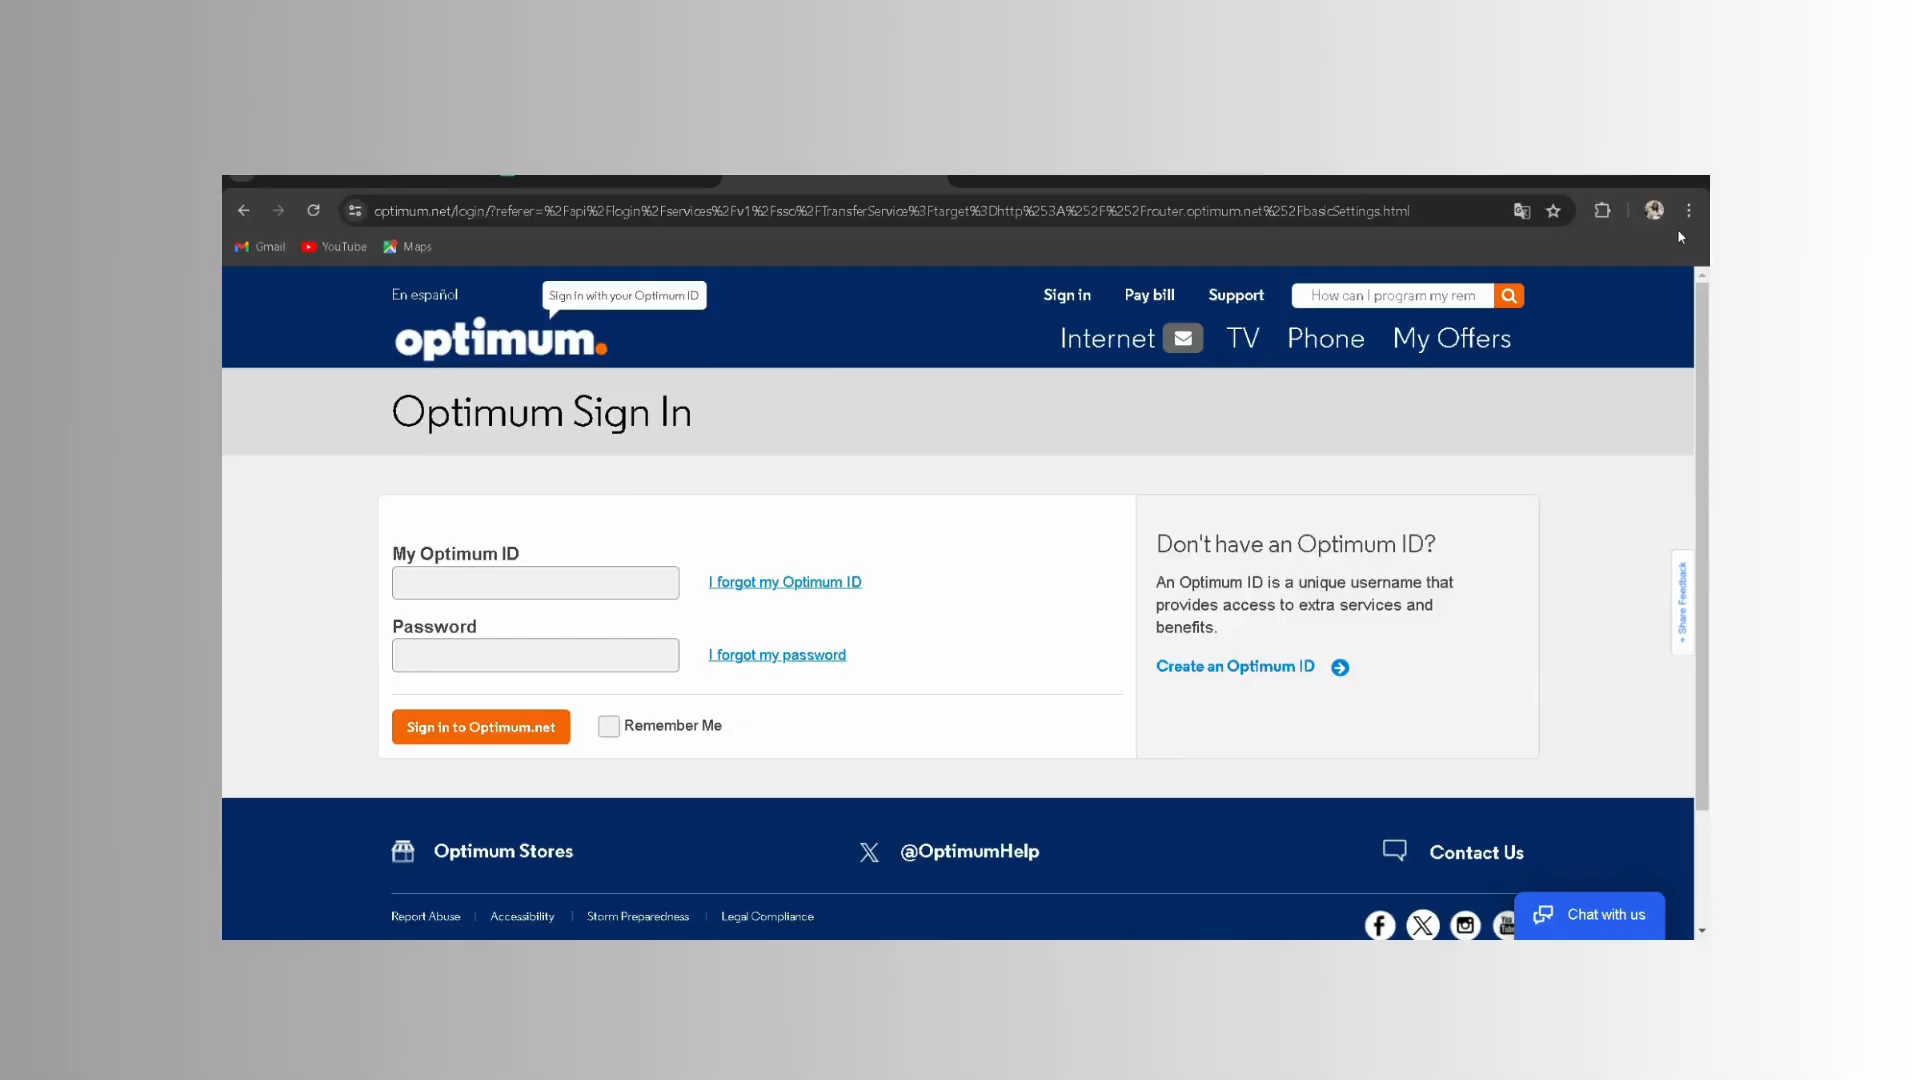 optimum.net/login/?referer=%2Fapi%2Flogin%2Fservices%2Fv1%2Fsso%2FTransferService%3Ftarget%3Dhttp%253A%252F%252Frouter.optimum.net%252FbasicSettings.html
Gmail YouTube Maps
En español
Sign in with your Optimum ID
Sign in Pay bill Support How can I program my rem
optimum.
Internet TV Phone My Offers
Optimum Sign In
My Optimum ID
I forgot my Optimum ID
Password
I forgot my password
Sign in to Optimum.net
Remember Me
Don't have an Optimum ID?
An Optimum ID is a unique username that
provides access to extra services and
benefits.
Create an Optimum ID
+ Share Feedback
Optimum Stores @OptimumHelp Contact Us
Report Abuse Accessibility Storm Preparedness Legal Compliance
You
Chat with us